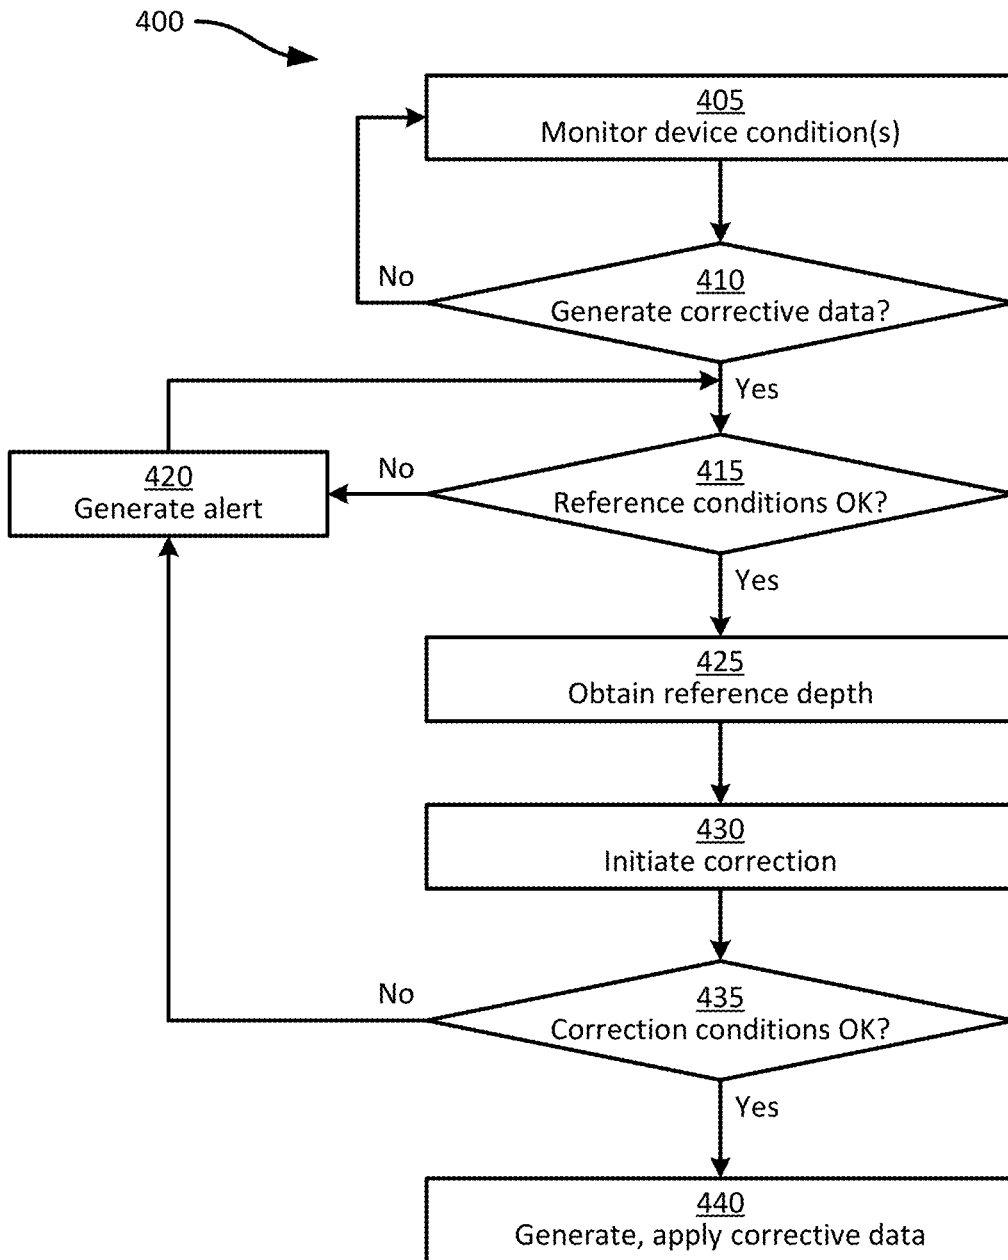 400
405
Monitor device condition(s)
No
410
Generate corrective data?
Yes
420
Generate alert
No
415
Reference conditions OK?
Yes
425
Obtain reference depth
430
Initiate correction
No
435
Correction conditions OK?
Yes
440
Generate, apply corrective data